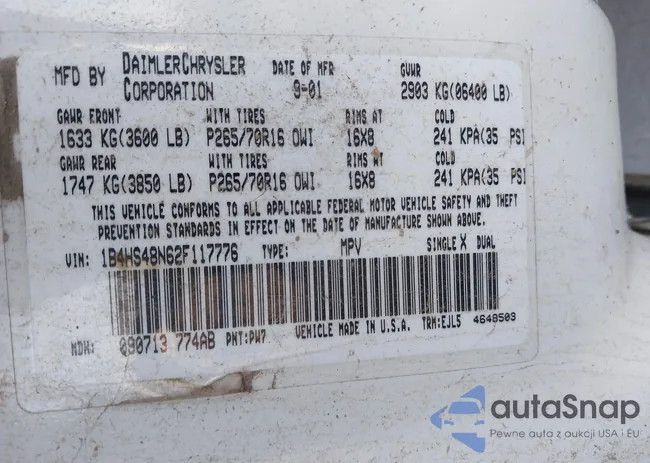 MFD BY DAIMLERCHRYSLER CORPORATION DATE OF MFR 9-01 GVWR 2903 KG(06400 LB)
GAWR FRONT WITH TIRES RIMS AT COLD
1633 KG(3600 LB) P265/70R16 OWI 16X8 241 KPA(35 PSI
GAWR REAR WITH TIRES RIMS AT COLD
1747 KG(3850 LB) P265/70R16 OWI 16X8 241 KPA(35 PSI
THIS VEHICLE CONFORMS TO ALL APPLICABLE FEDERAL MOTOR VEHICLE SAFETY AND THEFT
PREVENTION STANDARDS IN EFFECT ON THE DATE OF MANUFACTURE SHOWN ABOVE.
VIN: 1B4HS48N62F117776 TYPE: MPV SINGLE X DUAL
MDH: 090713 774AB PNT:PW7 VEHICLE MADE IN U.S.A. TRM:EJL5 4648503
autaSnap
Pewne auta z aukcji USA i EU